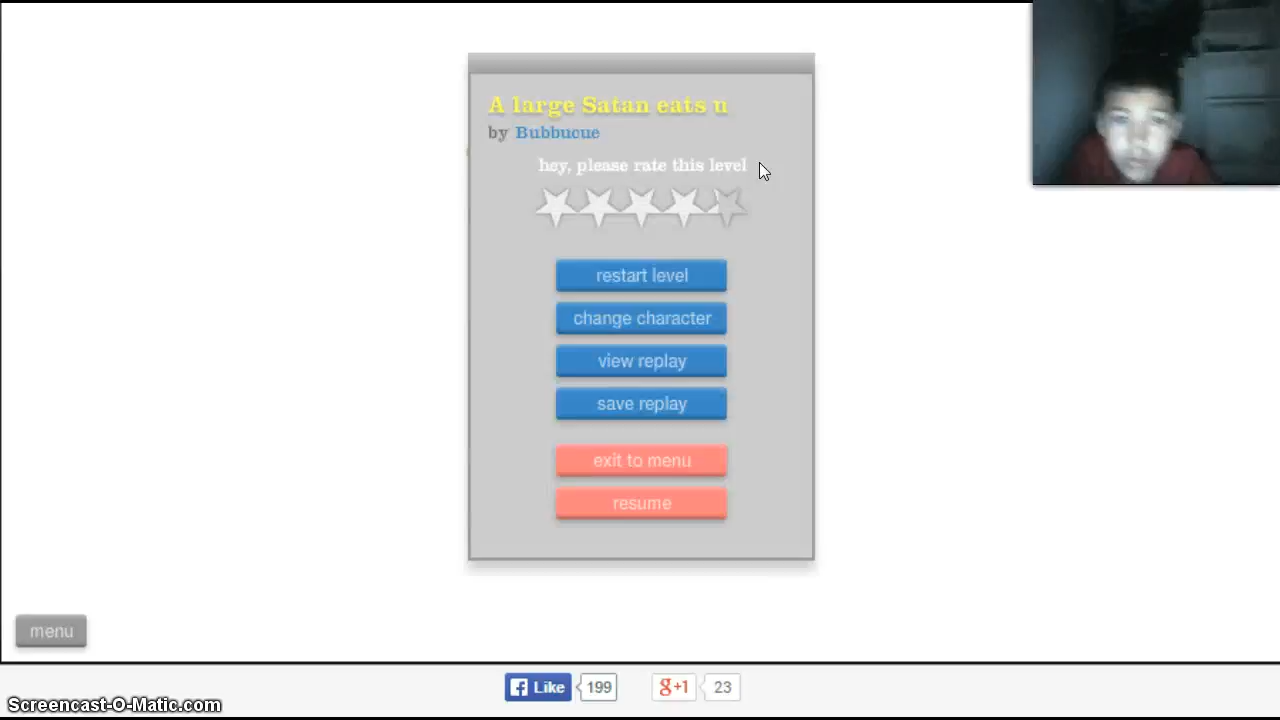 A large Satan eats n
by Bubbucue
hey, please rate this level
restart level
change character
view replay
save replay
exit to menu
resume
menu
Like 199
g+1 23
Screencast-O-Matic.com